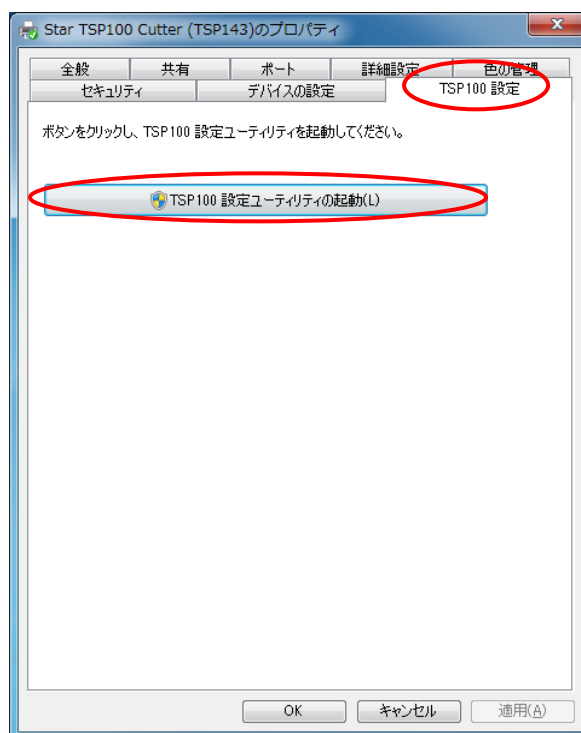 Star TSP100 Cutter (TSP143)のプロパティ
全般 共有 ポート 詳細設定 色の管理
セキュリティ デバイスの設定 TSP100 設定
ボタンをクリックし、TSP100 設定ユーティリティを起動してください。
TSP100 設定ユーティリティの起動(L)
OK キャンセル 適用(A)